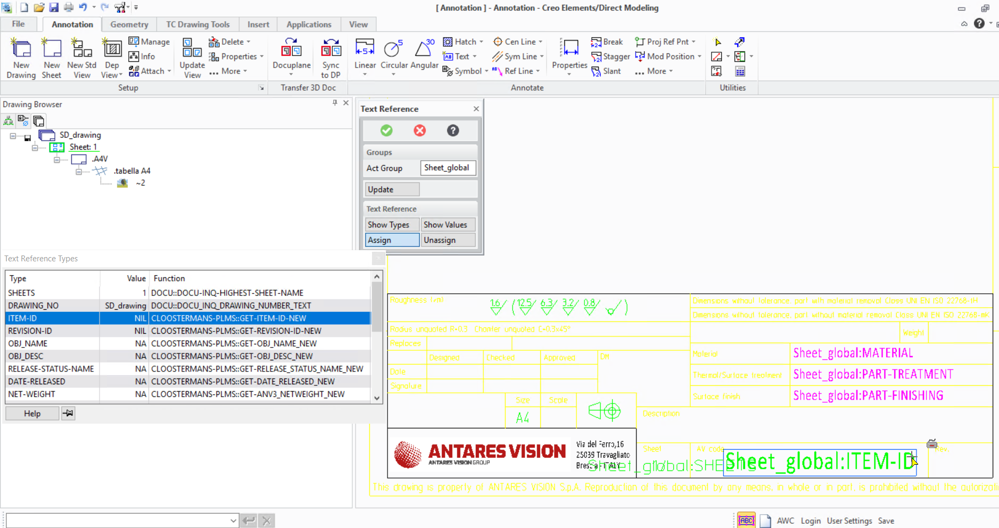 [ Annotation ] - Annotation - Creo Elements/Direct Modeling
File Annotation Geometry TC Drawing Tools Insert Applications View
New Drawing
New Sheet
New Std View
Dep View
Manage
Info
Attach
Update View
Delete
Properties
... More
Docuplane
Sync to DP
Linear
Circular
Angular
Hatch
Text
Symbol
Cen Line
Sym Line
Ref Line
Properties
Break
Stagger
Slant
Proj Ref Pnt
Mod Position
... More
Setup
Transfer 3D Doc
Annotate
Utilities
Drawing Browser
SD_drawing
Sheet: 1
.A4V
.tabella A4
~2
Text Reference
Groups
Act Group Sheet_global
Update
Text Reference
Show Types Show Values
Assign Unassign
Text Reference Types
Type Value Function
SHEETS 1 DOCU::DOCU-INQ-HIGHEST-SHEET-NAME
DRAWING_NO SD_drawing DOCU::DOCU_INQ_DRAWING_NUMBER_TEXT
ITEM-ID NIL CLOOSTERMANS-PLMS::GET-ITEM-ID-NEW
REVISION-ID NIL CLOOSTERMANS-PLMS::GET-REVISION-ID-NEW
OBJ_NAME NA CLOOSTERMANS-PLMS::GET-OBJ_NAME_NEW
OBJ_DESC NA CLOOSTERMANS-PLMS::GET-OBJ_DESC_NEW
RELEASE-STATUS-NAME NA CLOOSTERMANS-PLMS::GET-RELEASE_STATUS_NAME_NEW
DATE-RELEASED NA CLOOSTERMANS-PLMS::GET-DATE_RELEASED_NEW
NET-WEIGHT NA CLOOSTERMANS-PLMS::GET-ANV3_NETWEIGHT_NEW
Help
Roughness
1.6 ( 12.5 6.3 3.2 0.8 )
Dimensions without tolerance, part with material removal Class UNI EN ISO 22768-tH
Dimensions without tolerance, part without material removal Class UNI EN ISO 22768-mK
Radius unquoted R=0.3 Chamfer unquoted C=0.3x45°
Weight
Replaces
Designed Checked Approved DM
Date
Signature
Material Sheet_global:MATERIAL
Thermal/Surface treatment Sheet_global:PART-TREATMENT
Surface finish Sheet_global:PART-FINISHING
Size Scale
A4
Description
ANTARES VISION
ANTARES VISION GROUP
Via del Ferro,16
25039 Travagliato
Brescia - ITALY
Sheet
AV code
Rev.
Sheet_global:SHEETS
Sheet_global:ITEM-ID
This drawing is property of ANTARES VISION S.p.A. Reproduction of this document by any means, in whole or in part, is prohibited without the
AWC Login User Settings Save